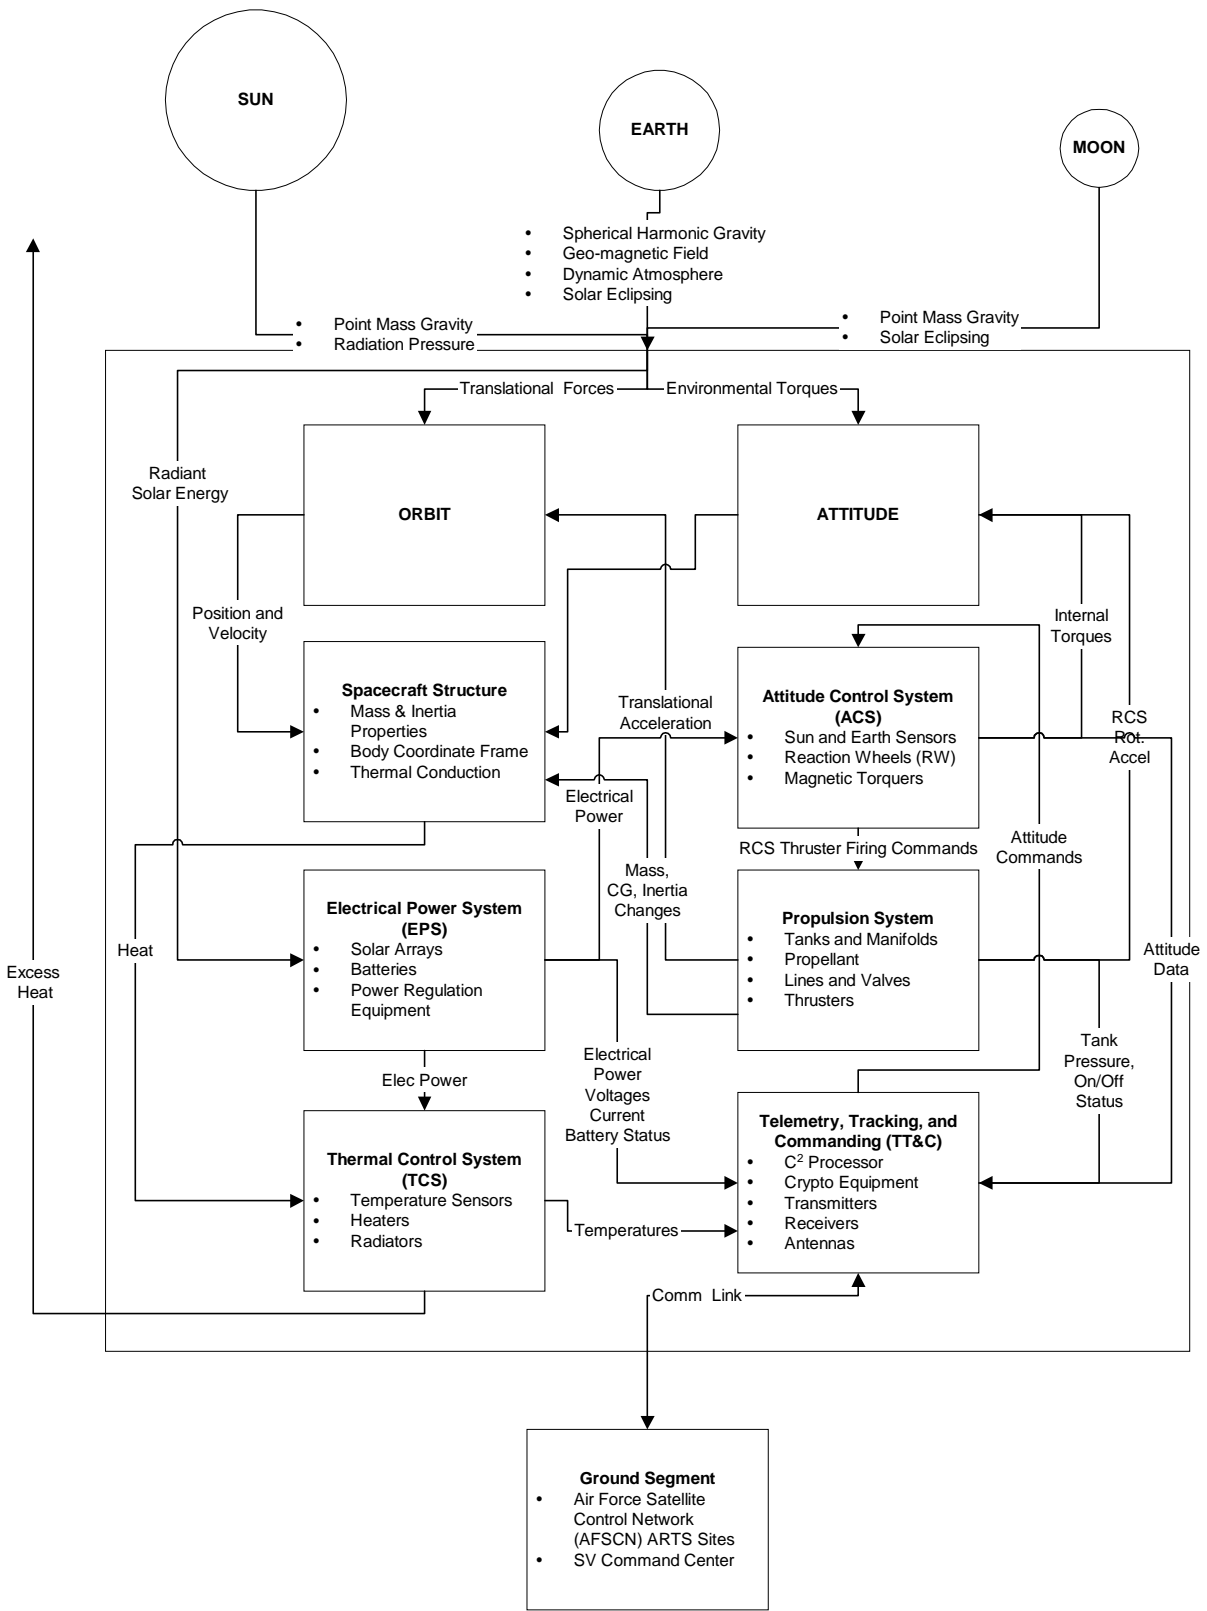 SUN
EARTH
MOON
• Spherical Harmonic Gravity
• Geo-magnetic Field
• Dynamic Atmosphere
• Solar Eclipsing
• Point Mass Gravity
• Radiation Pressure
• Point Mass Gravity
• Solar Eclipsing
Translational Forces
Environmental Torques
Radiant
Solar Energy
ORBIT
ATTITUDE
Position and
Velocity
Internal
Torques
Spacecraft Structure
• Mass & Inertia
Properties
• Body Coordinate Frame
• Thermal Conduction
Translational
Acceleration
Attitude Control System
(ACS)
• Sun and Earth Sensors
• Reaction Wheels (RW)
• Magnetic Torquers
RCS
Rot.
Accel
Electrical
Power
RCS Thruster Firing Commands
Attitude
Commands
Mass,
CG, Inertia
Changes
Electrical Power System
(EPS)
• Solar Arrays
• Batteries
• Power Regulation
Equipment
Propulsion System
• Tanks and Manifolds
• Propellant
• Lines and Valves
• Thrusters
Heat
Excess
Heat
Attitude
Data
Elec Power
Electrical
Power
Voltages
Current
Battery Status
Tank
Pressure,
On/Off
Status
Thermal Control System
(TCS)
• Temperature Sensors
• Heaters
• Radiators
Temperatures
Telemetry, Tracking, and
Commanding (TT&C)
• C² Processor
• Crypto Equipment
• Transmitters
• Receivers
• Antennas
Comm Link
Ground Segment
• Air Force Satellite
Control Network
(AFSCN) ARTS Sites
• SV Command Center